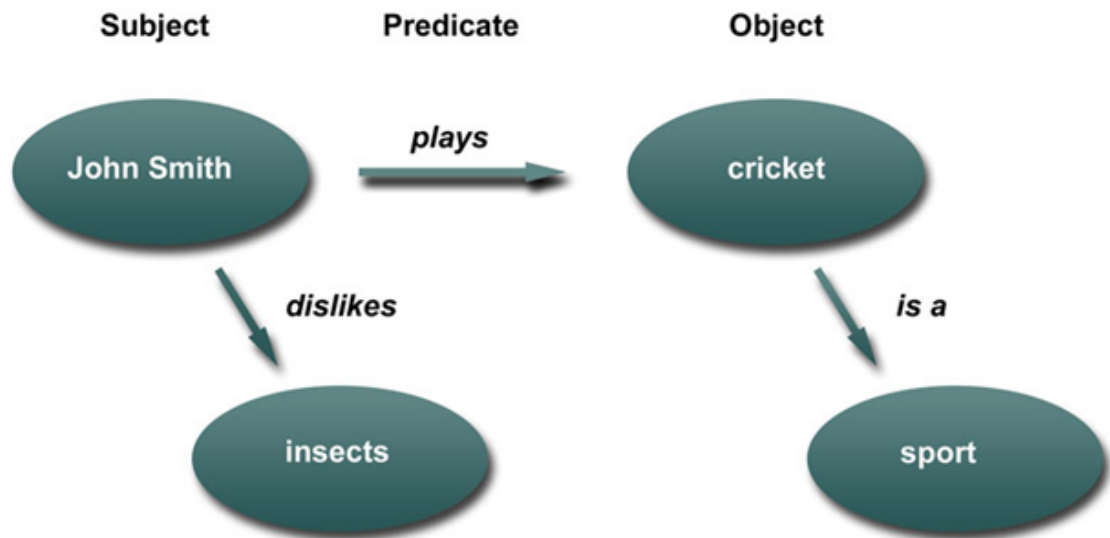 Subject Predicate Object
plays
John Smith cricket
dislikes is a
insects sport